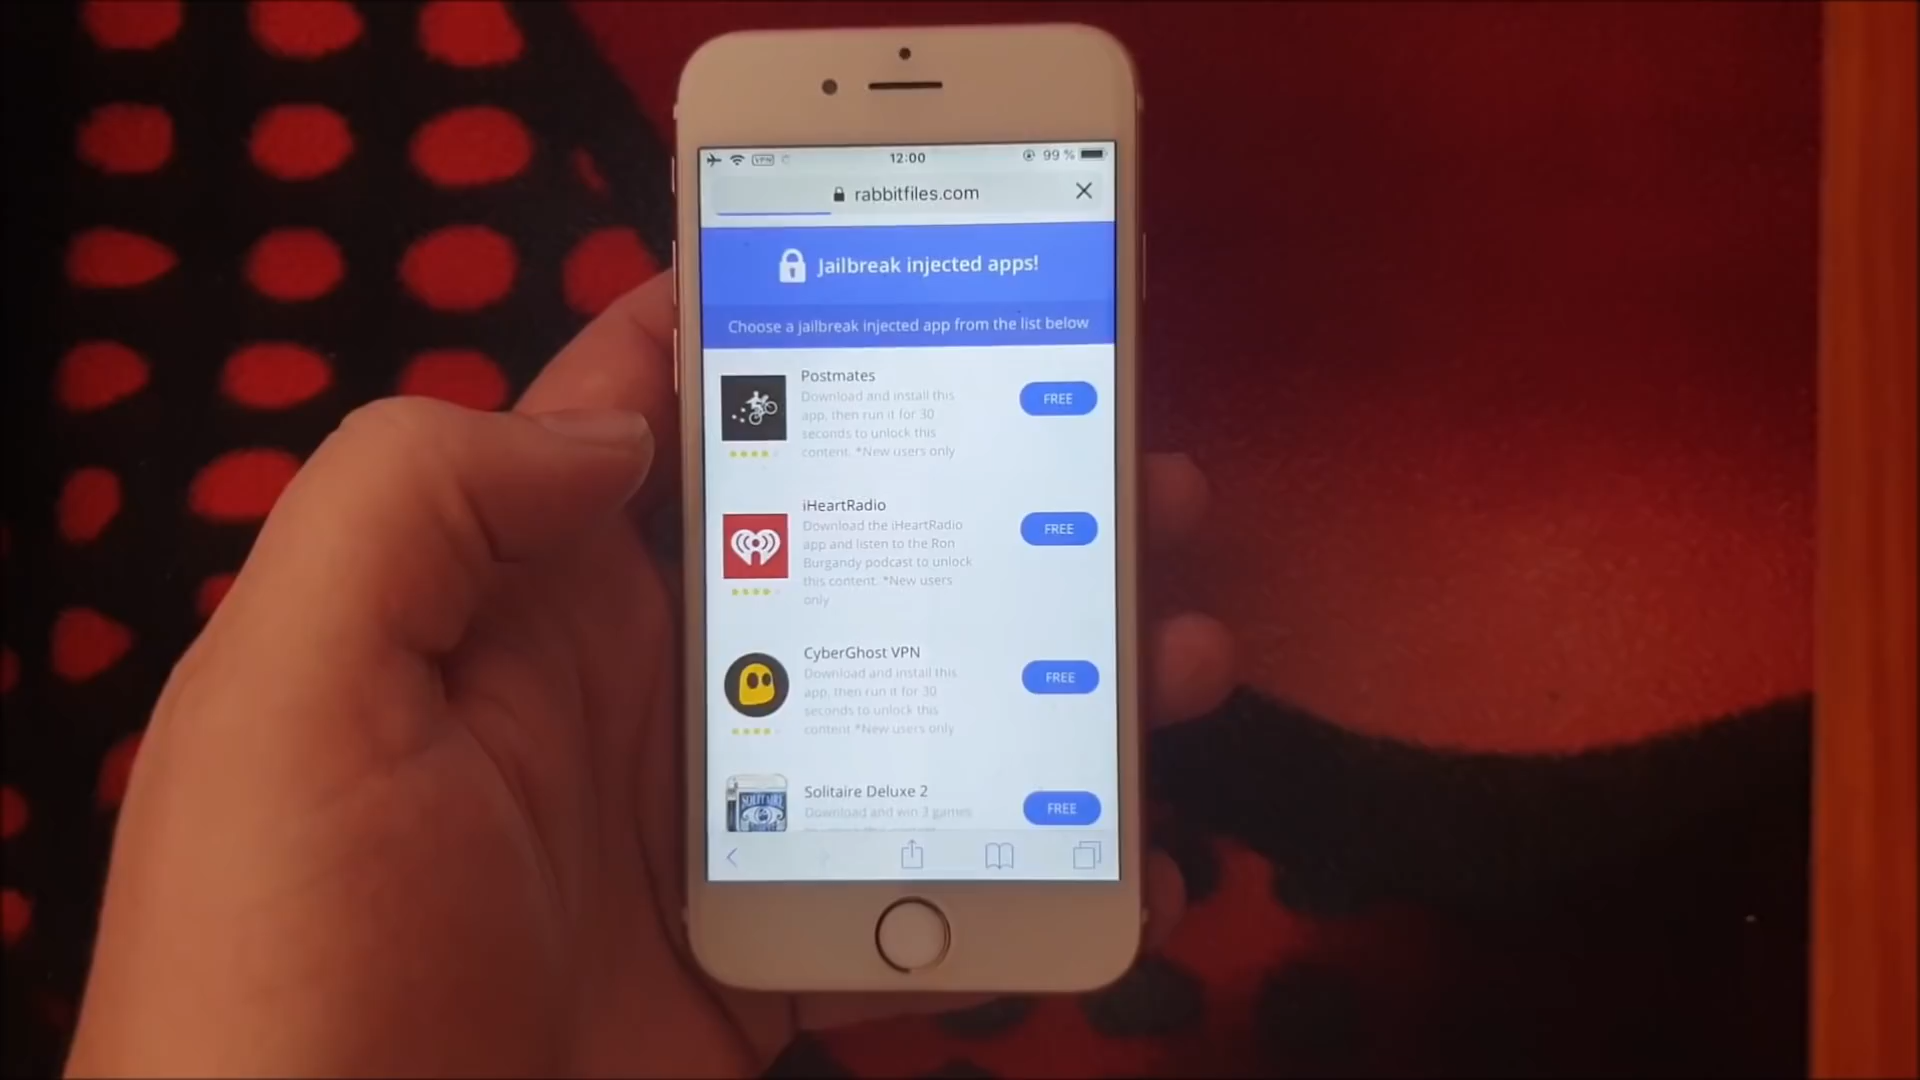 VPN
12:00
99 %
rabbitfiles.com
Jailbreak injected apps!
Choose a jailbreak injected app from the list below
Postmates
Download and install this
app, then run it for 30
seconds to unlock this
content. *New users only
FREE
iHeartRadio
Download the iHeartRadio
app and listen to the Ron
Burgandy podcast to unlock
this content. *New users
only
FREE
CyberGhost VPN
Download and install this
app, then run it for 30
seconds to unlock this
content *New users only
FREE
SOLITAIRE
Solitaire Deluxe 2
Download and win 3 games
FREE